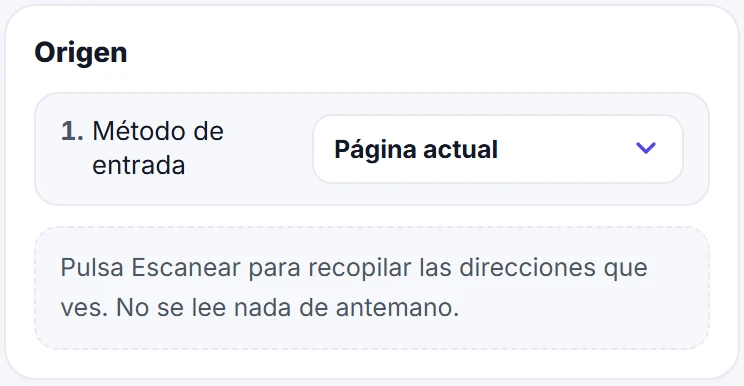 Origen
1. Método de
entrada
Página actual
Pulsa Escanear para recopilar las direcciones que
ves. No se lee nada de antemano.